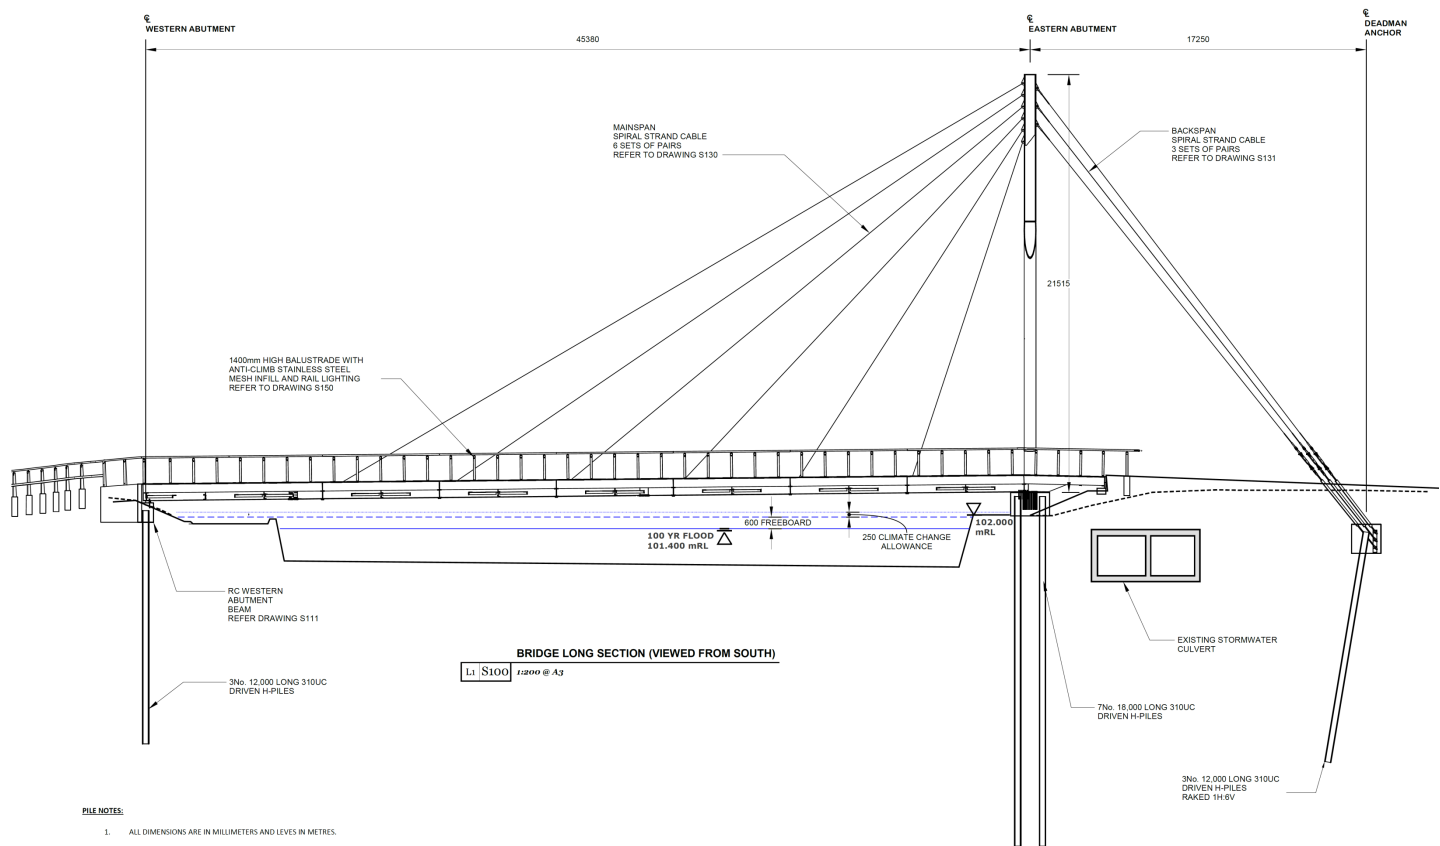 ℄
WESTERN ABUTMENT
℄
EASTERN ABUTMENT
℄
DEADMAN
ANCHOR
45380
17250
MAINSPAN
SPIRAL STRAND CABLE
6 SETS OF PAIRS
REFER TO DRAWING S130
BACKSPAN
SPIRAL STRAND CABLE
3 SETS OF PAIRS
REFER TO DRAWING S131
21515
1400mm HIGH BALUSTRADE WITH
ANTI-CLIMB STAINLESS STEEL
MESH INFILL AND RAIL LIGHTING
REFER TO DRAWING S150
600 FREEBOARD
100 YR FLOOD
101.400 mRL
250 CLIMATE CHANGE
ALLOWANCE
102.000
mRL
RC WESTERN
ABUTMENT
BEAM
REFER DRAWING S111
EXISTING STORMWATER
CULVERT
BRIDGE LONG SECTION (VIEWED FROM SOUTH)
L1 S100 1:200 @ A3
3No. 12,000 LONG 310UC
DRIVEN H-PILES
7No. 18,000 LONG 310UC
DRIVEN H-PILES
3No. 12,000 LONG 310UC
DRIVEN H-PILES
RAKED 1H:6V
PILE NOTES:
1. ALL DIMENSIONS ARE IN MILLIMETERS AND LEVES IN METRES.